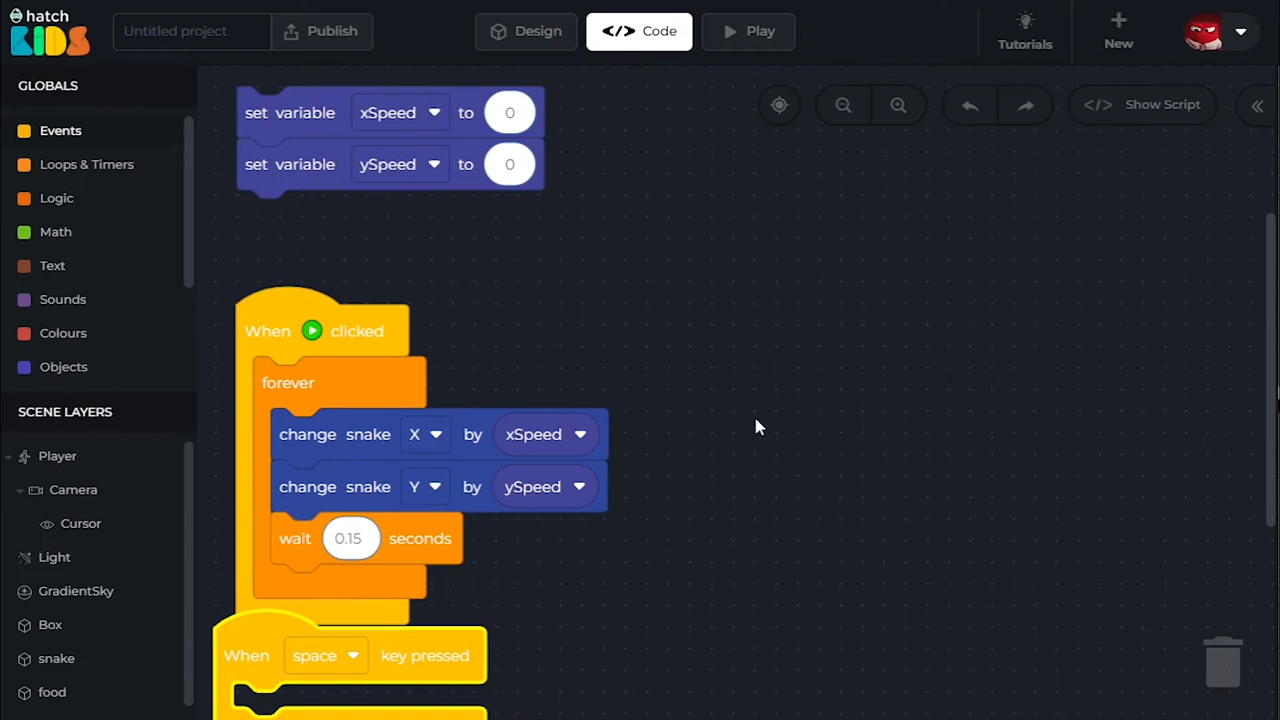 hatch
KIDS
Untitled project
Publish
Design
</> Code
Play
Tutorials
New
GLOBALS
Events
Loops & Timers
Logic
Math
Text
Sounds
Colours
Objects
SCENE LAYERS
Player
Camera
Cursor
Light
GradientSky
Box
snake
food
</> Show Script
set variable xSpeed to 0
set variable ySpeed to 0
When clicked
forever
change snake X by xSpeed
change snake Y by ySpeed
wait 0.15 seconds
When space key pressed